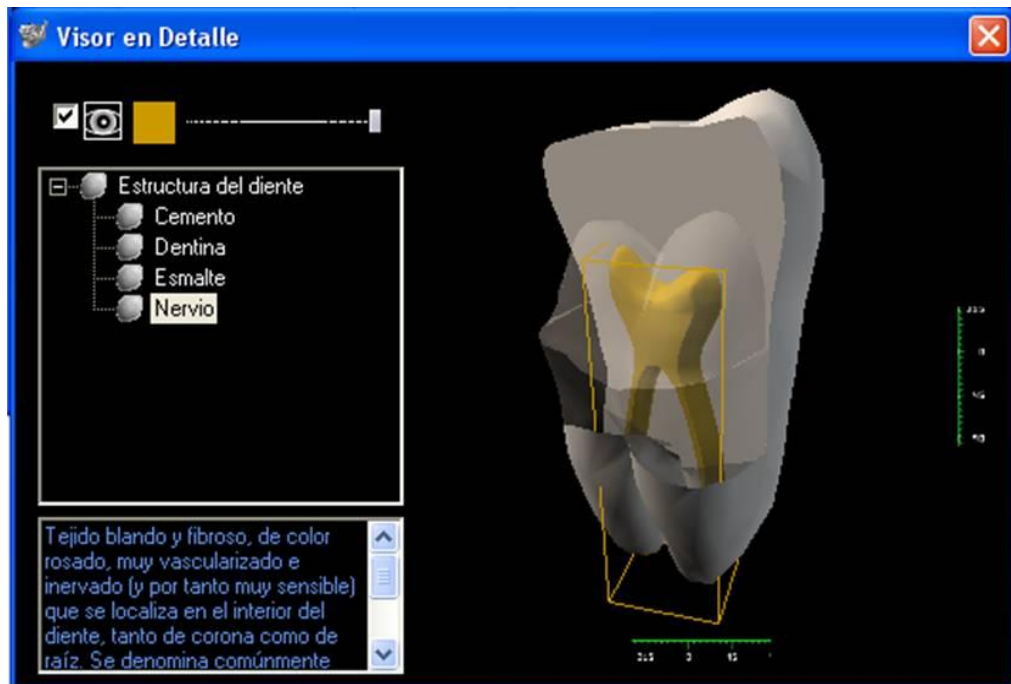 Visor en Detalle
Estructura del diente
Cemento
Dentina
Esmalte
Nervio
Tejido blando y fibroso, de color
rosado, muy vascularizado e
inervado (y por tanto muy sensible)
que se localiza en el interior del
diente, tanto de corona como de
raíz. Se denomina comúnmente